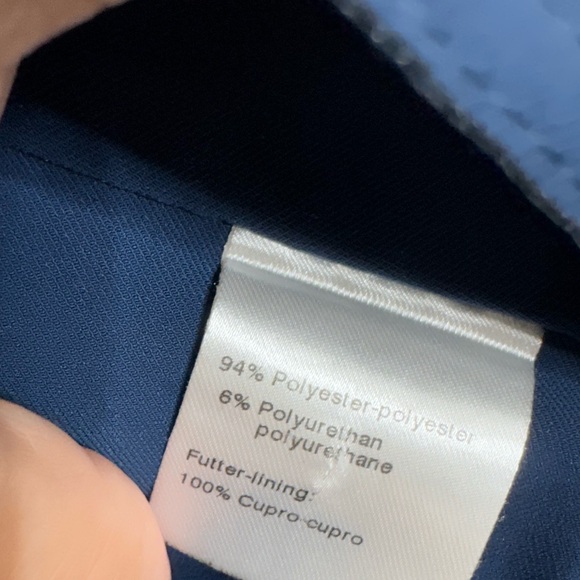 94% Polyester-polyester
6% Polyurethan
polyurethane
Futter-lining:
100% Cupro-cupro